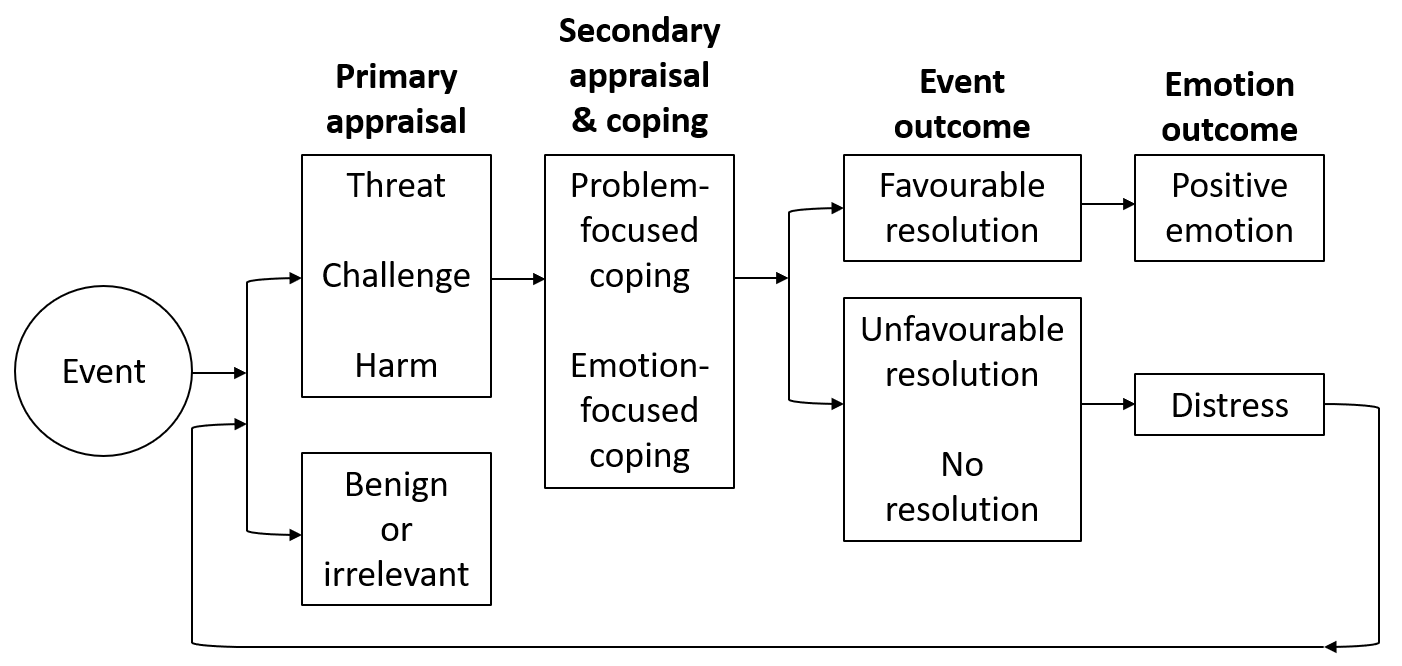 Primary
appraisal
Secondary
appraisal
& coping
Event
outcome
Emotion
outcome
Event
Threat
Challenge
Harm
Benign
or
irrelevant
Problem-
focused
coping
Emotion-
focused
coping
Favourable
resolution
Unfavourable
resolution
No
resolution
Positive
emotion
Distress